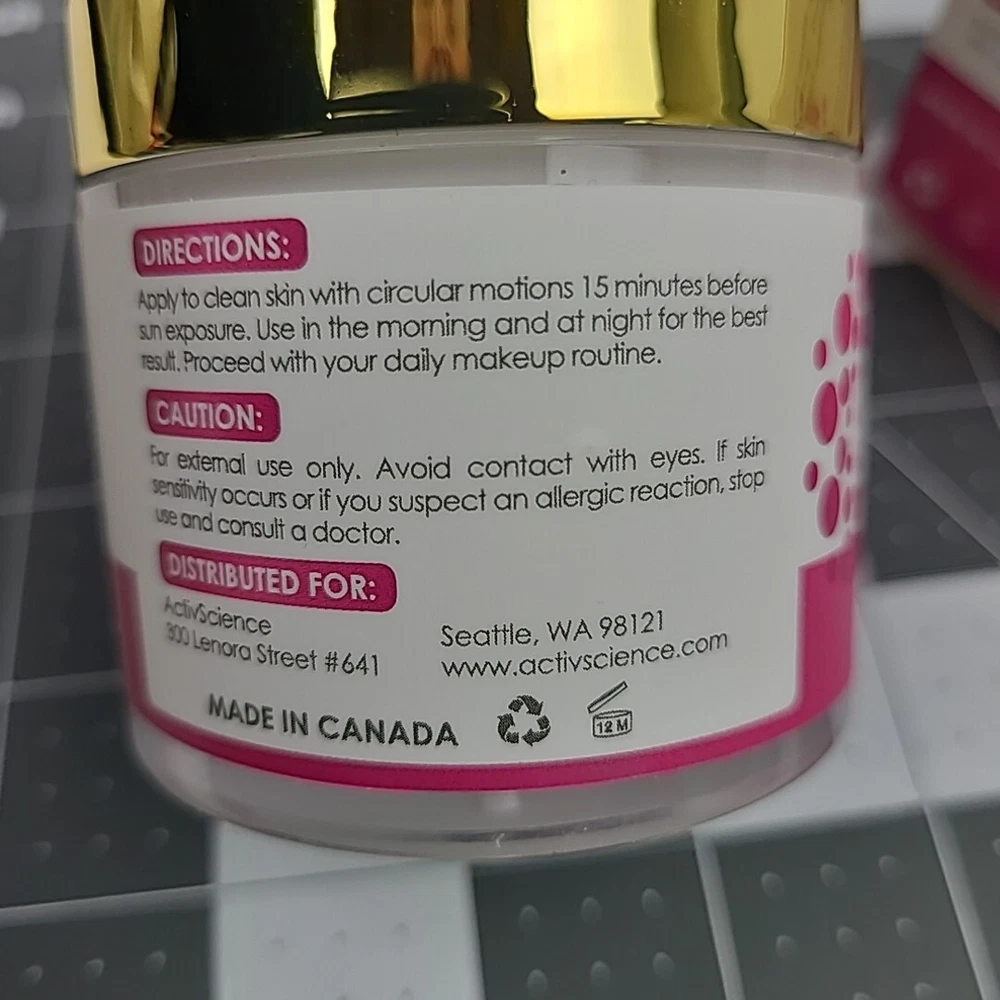 DIRECTIONS:
Apply to clean skin with circular motions 15 minutes before
sun exposure. Use in the morning and at night for the best
result. Proceed with your daily makeup routine.
CAUTION:
For external use only. Avoid contact with eyes. If skin
sensitivity occurs or if you suspect an allergic reaction, stop
use and consult a doctor.
DISTRIBUTED FOR:
ActivScience
300 Lenora Street #641
Seattle, WA 98121
www.activscience.com
MADE IN CANADA
12 M